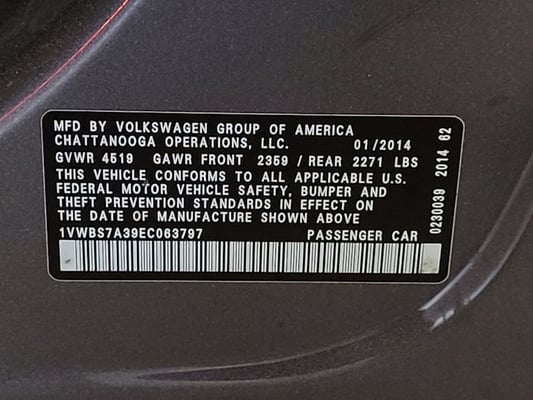 MFD BY VOLKSWAGEN GROUP OF AMERICA
CHATTANOOGA OPERATIONS, LLC. 01/2014
GVWR 4519 GAWR FRONT 2359 / REAR 2271 LBS
THIS VEHICLE CONFORMS TO ALL APPLICABLE U.S.
FEDERAL MOTOR VEHICLE SAFETY, BUMPER AND
THEFT PREVENTION STANDARDS IN EFFECT ON
THE DATE OF MANUFACTURE SHOWN ABOVE
1VWBS7A39EC063797 PASSENGER CAR
0230039 2014 62